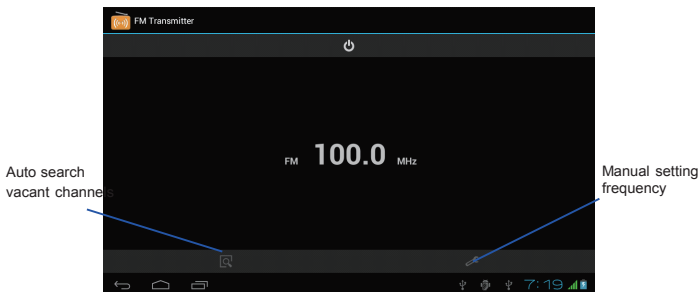 FM Transmitter
FM 100.0 MHz
Auto search
vacant channels
Manual setting
frequency
7:19